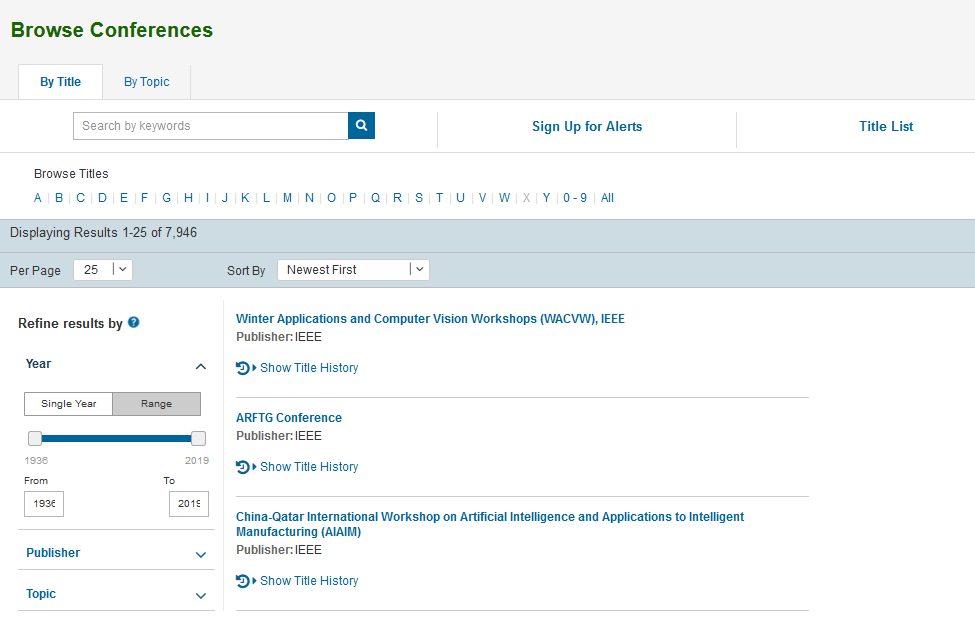 Browse Conferences
By Title By Topic
Search by keywords Sign Up for Alerts Title List
Browse Titles
A B C D E F G H I J K L M N O P Q R S T U V W X Y 0-9 All
Displaying Results 1-25 of 7,946
Per Page 25 Sort By Newest First
Refine results by ?
Year
Single Year Range
1936 2019
From To
1936 2019
Publisher
Topic
Winter Applications and Computer Vision Workshops (WACVW), IEEE
Publisher:IEEE
Show Title History
ARFTG Conference
Publisher:IEEE
Show Title History
China-Qatar International Workshop on Artificial Intelligence and Applications to Intelligent
Manufacturing (AIAIM)
Publisher:IEEE
Show Title History